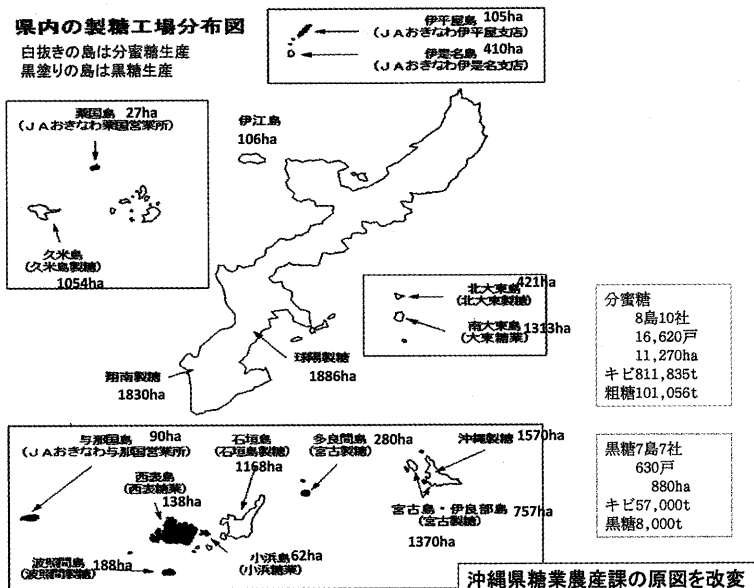 県内の製糖工場分布図
白抜きの島は分蜜糖生産
黒塗りの島は黒糖生産
伊平屋島 105ha
(JAおきなわ伊平屋支店)
伊是名島 410ha
(JAおきなわ伊是名支店)
粟国島 27ha
(JAおきなわ粟国営業所)
久米島
(久米島製糖)
1054ha
伊江島
106ha
北大東島 421ha
(北大東製糖)
南大東島 1313ha
(大東糖業)
球陽製糖
1886ha
翔南製糖
1830ha
分蜜糖
8島10社
16,620戸
11,270ha
キビ811,835t
粗糖101,056t
黒糖7島7社
630戸
880ha
キビ57,000t
黒糖8,000t
与那国島 90ha
(JAおきなわ与那国営業所)
西表島
(西表糖業)
138ha
波照間島 188ha
(波照間製糖)
石垣島
(石垣島製糖)
1168ha
小浜島 62ha
(小浜糖業)
多良間島 280ha
(宮古製糖)
沖縄製糖 1570ha
宮古島・伊良部島 757ha
(宮古製糖)
1370ha
沖縄県糖業農産課の原図を改変